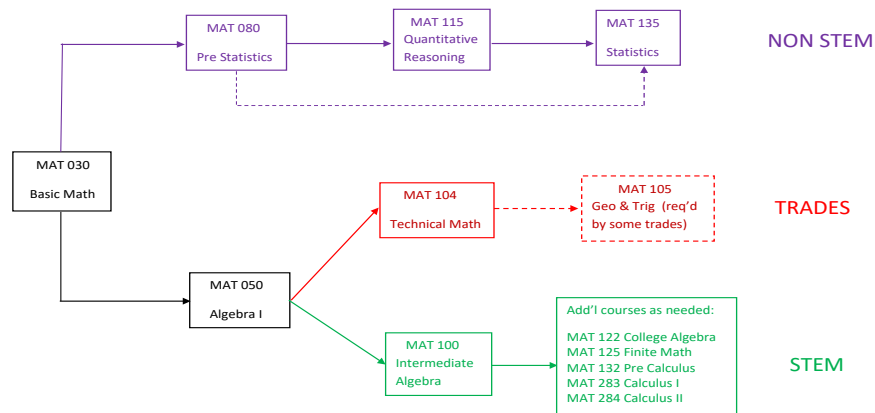 MAT 080
Pre Statistics
MAT 115
Quantitative
Reasoning
MAT 135
Statistics
NON STEM
MAT 030
Basic Math
MAT 104
Technical Math
MAT 105
Geo & Trig (req'd
by some trades)
TRADES
MAT 050
Algebra I
MAT 100
Intermediate
Algebra
Add'l courses as needed:
MAT 122 College Algebra
MAT 125 Finite Math
MAT 132 Pre Calculus
MAT 283 Calculus I
MAT 284 Calculus II
STEM